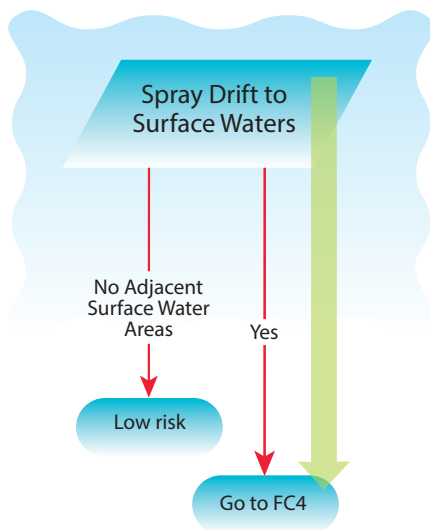 Spray Drift to
Surface Waters
No Adjacent
Surface Water
Areas
Yes
Low risk
Go to FC4